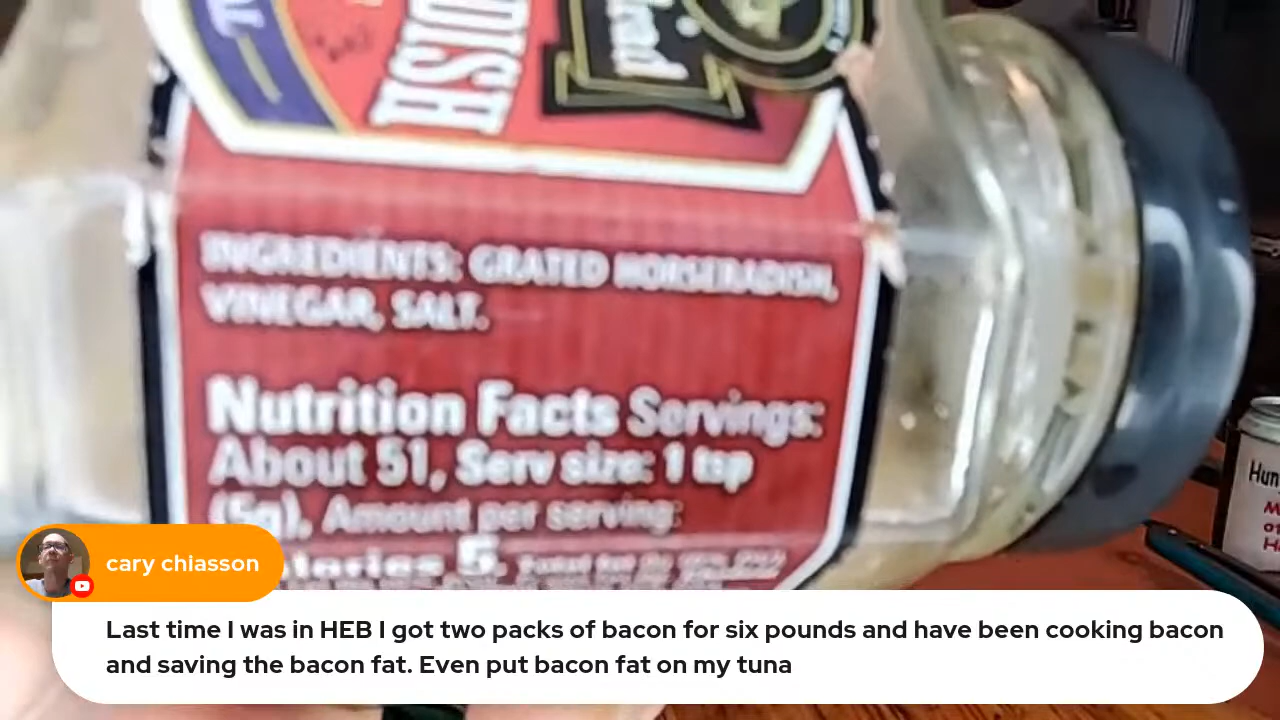 INGREDIENTS: GRATED HORSERADISH,
VINEGAR, SALT.
Nutrition Facts Servings:
About 51, Serv size: 1 tsp
(5g), Amount per serving:
5,
Hun
cary chiasson
Last time I was in HEB I got two packs of bacon for six pounds and have been cooking bacon
and saving the bacon fat. Even put bacon fat on my tuna